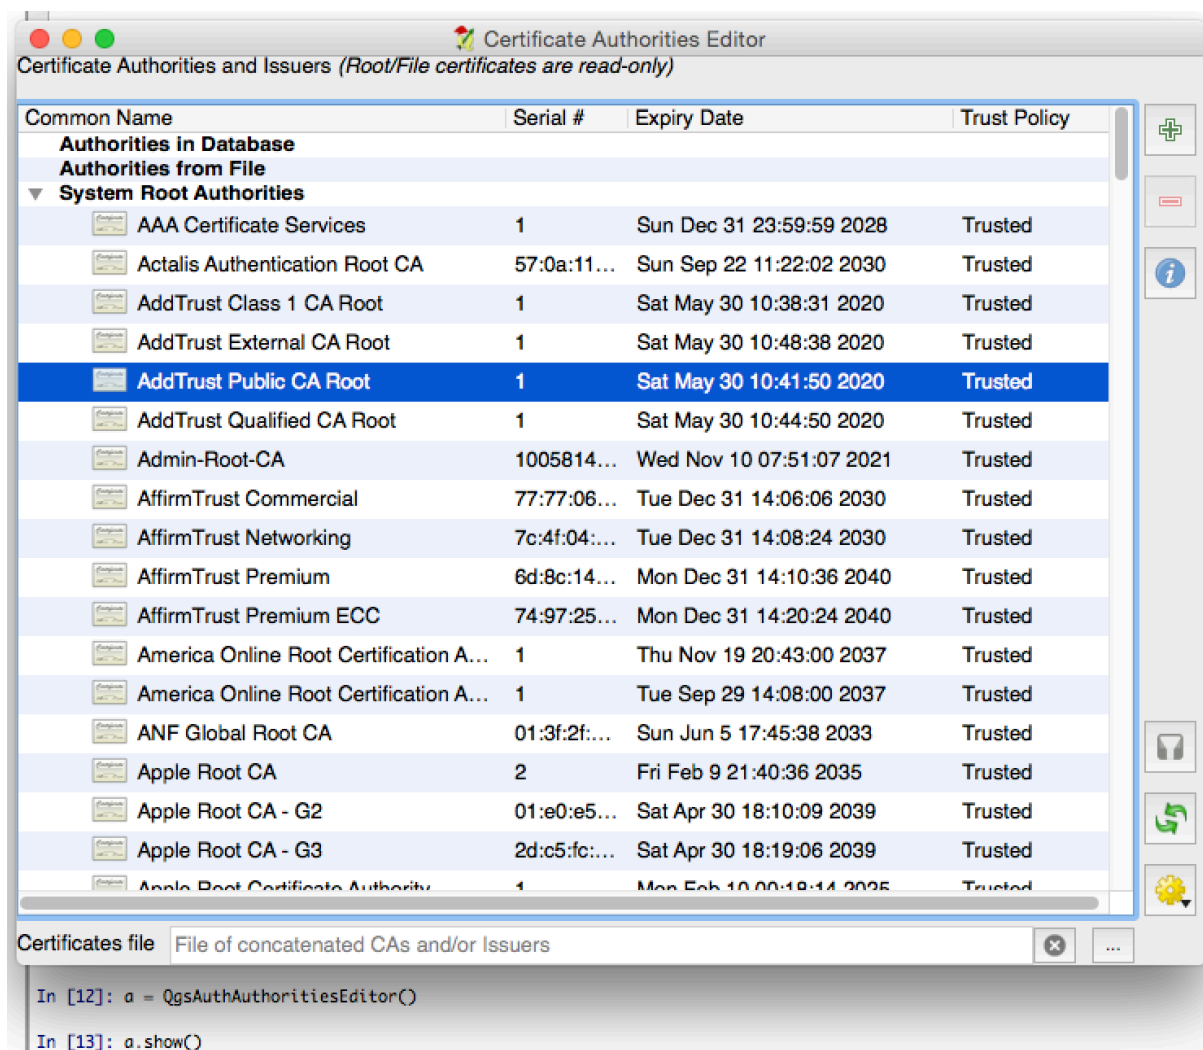 Certificate Authorities Editor
Certificate Authorities and Issuers (Root/File certificates are read-only)
Common Name Serial # Expiry Date Trust Policy
Authorities in Database
Authorities from File
System Root Authorities
AAA Certificate Services 1 Sun Dec 31 23:59:59 2028 Trusted
Actalis Authentication Root CA 57:0a:11... Sun Sep 22 11:22:02 2030 Trusted
AddTrust Class 1 CA Root 1 Sat May 30 10:38:31 2020 Trusted
AddTrust External CA Root 1 Sat May 30 10:48:38 2020 Trusted
AddTrust Public CA Root 1 Sat May 30 10:41:50 2020 Trusted
AddTrust Qualified CA Root 1 Sat May 30 10:44:50 2020 Trusted
Admin-Root-CA 1005814... Wed Nov 10 07:51:07 2021 Trusted
AffirmTrust Commercial 77:77:06... Tue Dec 31 14:06:06 2030 Trusted
AffirmTrust Networking 7c:4f:04:... Tue Dec 31 14:08:24 2030 Trusted
AffirmTrust Premium 6d:8c:14... Mon Dec 31 14:10:36 2040 Trusted
AffirmTrust Premium ECC 74:97:25... Mon Dec 31 14:20:24 2040 Trusted
America Online Root Certification A... 1 Thu Nov 19 20:43:00 2037 Trusted
America Online Root Certification A... 1 Tue Sep 29 14:08:00 2037 Trusted
ANF Global Root CA 01:3f:2f:... Sun Jun 5 17:45:38 2033 Trusted
Apple Root CA 2 Fri Feb 9 21:40:36 2035 Trusted
Apple Root CA - G2 01:e0:e5... Sat Apr 30 18:10:09 2039 Trusted
Apple Root CA - G3 2d:c5:fc:... Sat Apr 30 18:19:06 2039 Trusted
Apple Root Certificate Authority 1 Mon Feb 10 00:18:14 2025 Trusted
Certificates file File of concatenated CAs and/or Issuers ...
In [12]: a = QgsAuthAuthoritiesEditor()
In [13]: a.show()